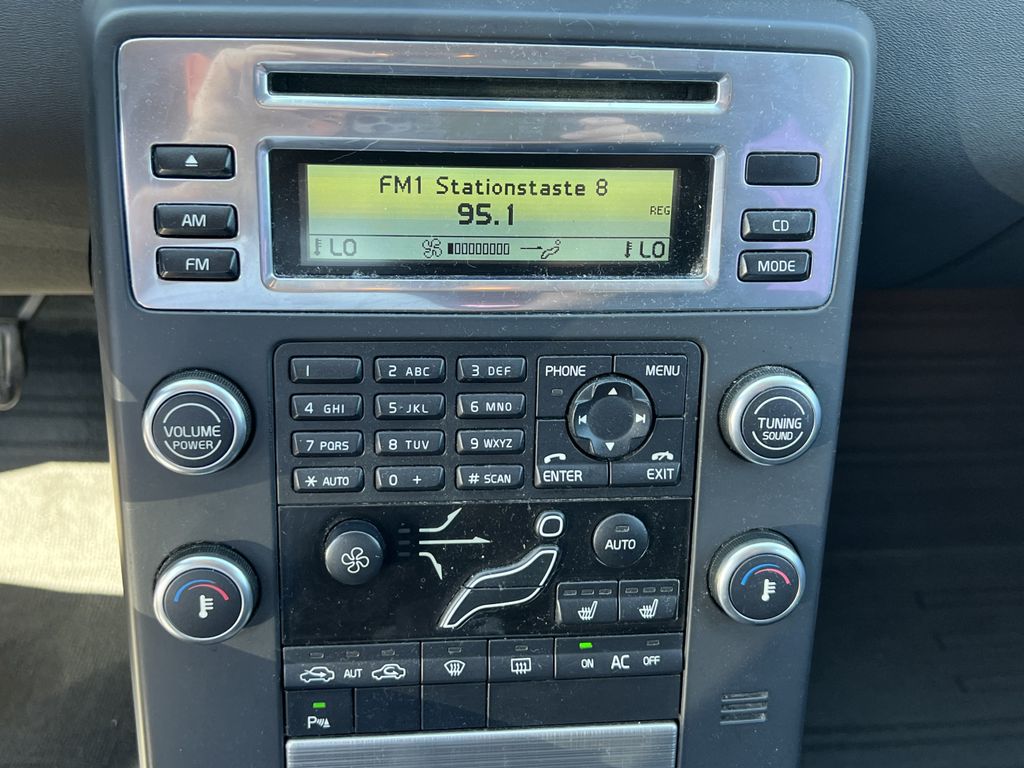 FM1 Stationstaste 8
95.1
REG
LO LO
AM
FM
CD
MODE
1 2 ABC 3 DEF
4 GHI 5 JKL 6 MNO
7 PQRS 8 TUV 9 WXYZ
* AUTO 0 + # SCAN
PHONE MENU
ENTER EXIT
VOLUME
POWER
TUNING
SOUND
AUTO
AUT
ON AC OFF
P